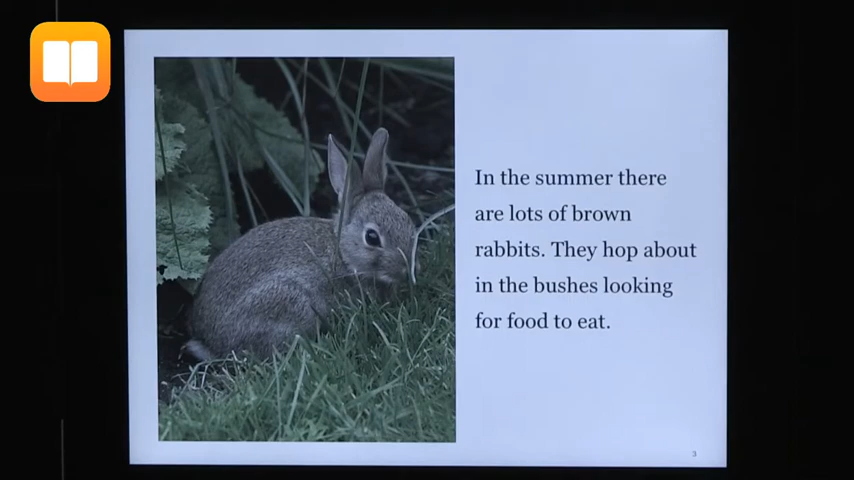 In the summer there
are lots of brown
rabbits. They hop about
in the bushes looking
for food to eat.
3